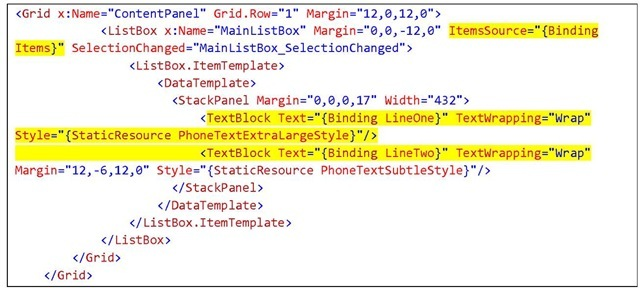 <Grid x:Name="ContentPanel" Grid.Row="1" Margin="12,0,12,0">
<ListBox x:Name="MainListBox" Margin="0,0,-12,0" ItemsSource="{Binding
Items}" SelectionChanged="MainListBox_SelectionChanged">
<ListBox.ItemTemplate>
<DataTemplate>
<StackPanel Margin="0,0,0,17" Width="432">
<TextBlock Text="{Binding LineOne}" TextWrapping="Wrap"
Style="{StaticResource PhoneTextExtraLargeStyle}"/>
<TextBlock Text="{Binding LineTwo}" TextWrapping="Wrap"
Margin="12,-6,12,0" Style="{StaticResource PhoneTextSubtleStyle}"/>
</StackPanel>
</DataTemplate>
</ListBox.ItemTemplate>
</ListBox>
</Grid>
</Grid>